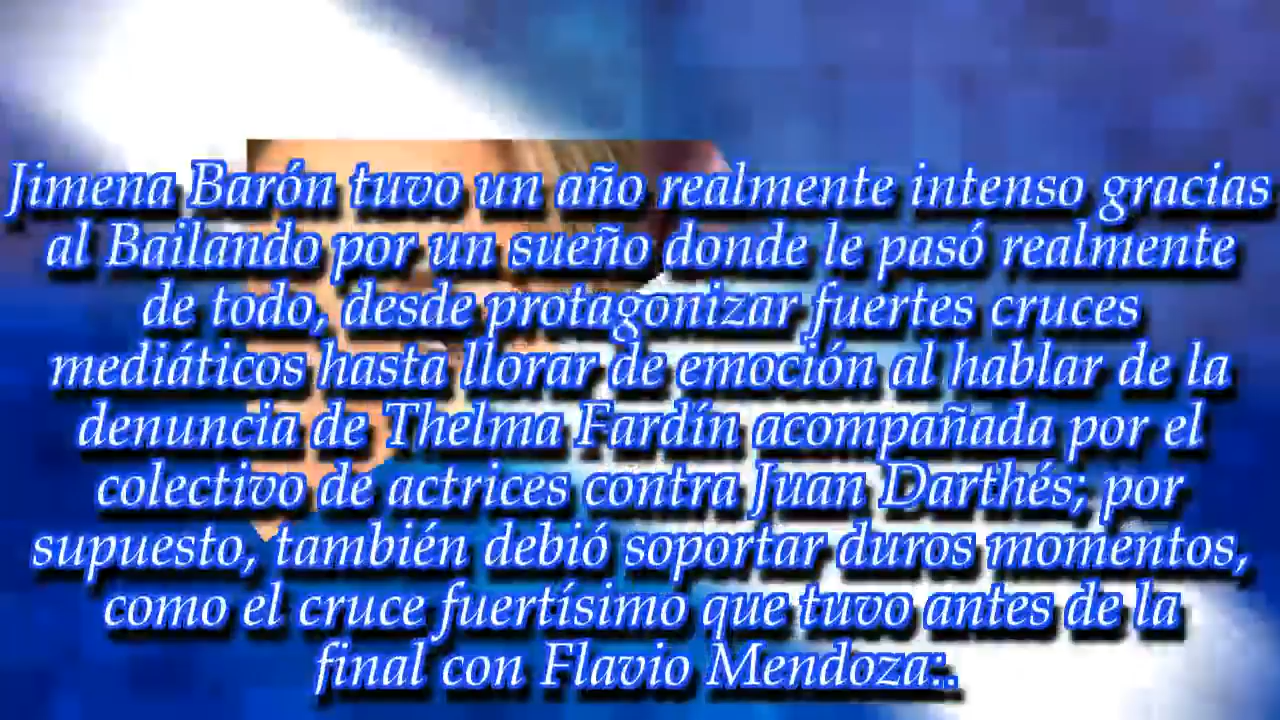 Jimena Barón tuvo un año realmente intenso gracias
al Bailando por un sueño donde le pasó realmente
de todo, desde protagonizar fuertes cruces
mediáticos hasta llorar de emoción al hablar de la
denuncia de Thelma Fardín acompañada por el
colectivo de actrices contra Juan Darthés; por
supuesto, también debió soportar duros momentos,
como el cruce fuertísimo que tuvo antes de la
final con Flavio Mendoza:.